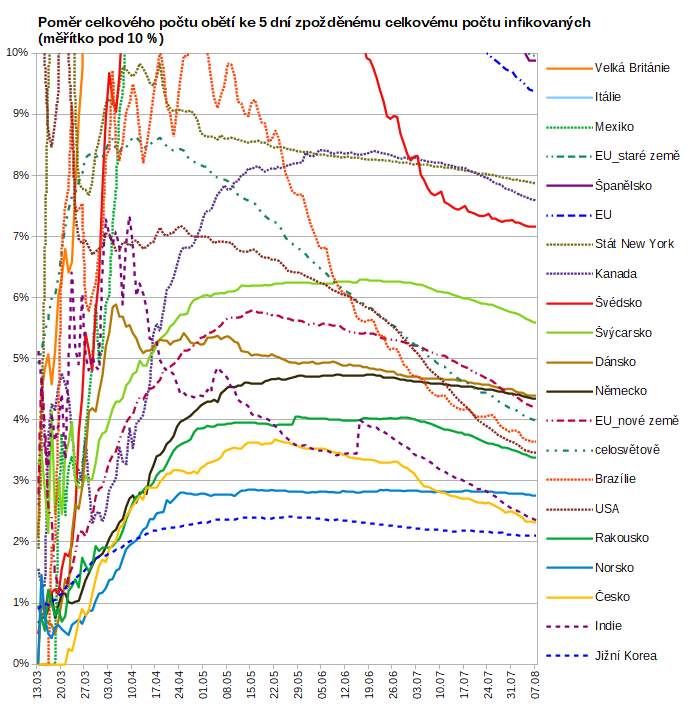 Poměr celkového počtu obětí ke 5 dní zpožděnému celkovému počtu infikovaných
(měřítko pod 10 %)
10%
9%
8%
7%
6%
5%
4%
3%
2%
1%
0%
13.03
20.03
27.03
03.04
10.04
17.04
24.04
01.05
08.05
15.05
22.05
29.05
05.06
12.06
19.06
26.06
03.07
10.07
17.07
24.07
31.07
07.08
Velká Británie
Itálie
Mexiko
EU_staré země
Španělsko
EU
Stát New York
Kanada
Švédsko
Švýcarsko
Dánsko
Německo
EU_nové země
celosvětově
Brazílie
USA
Rakousko
Norsko
Česko
Indie
Jižní Korea